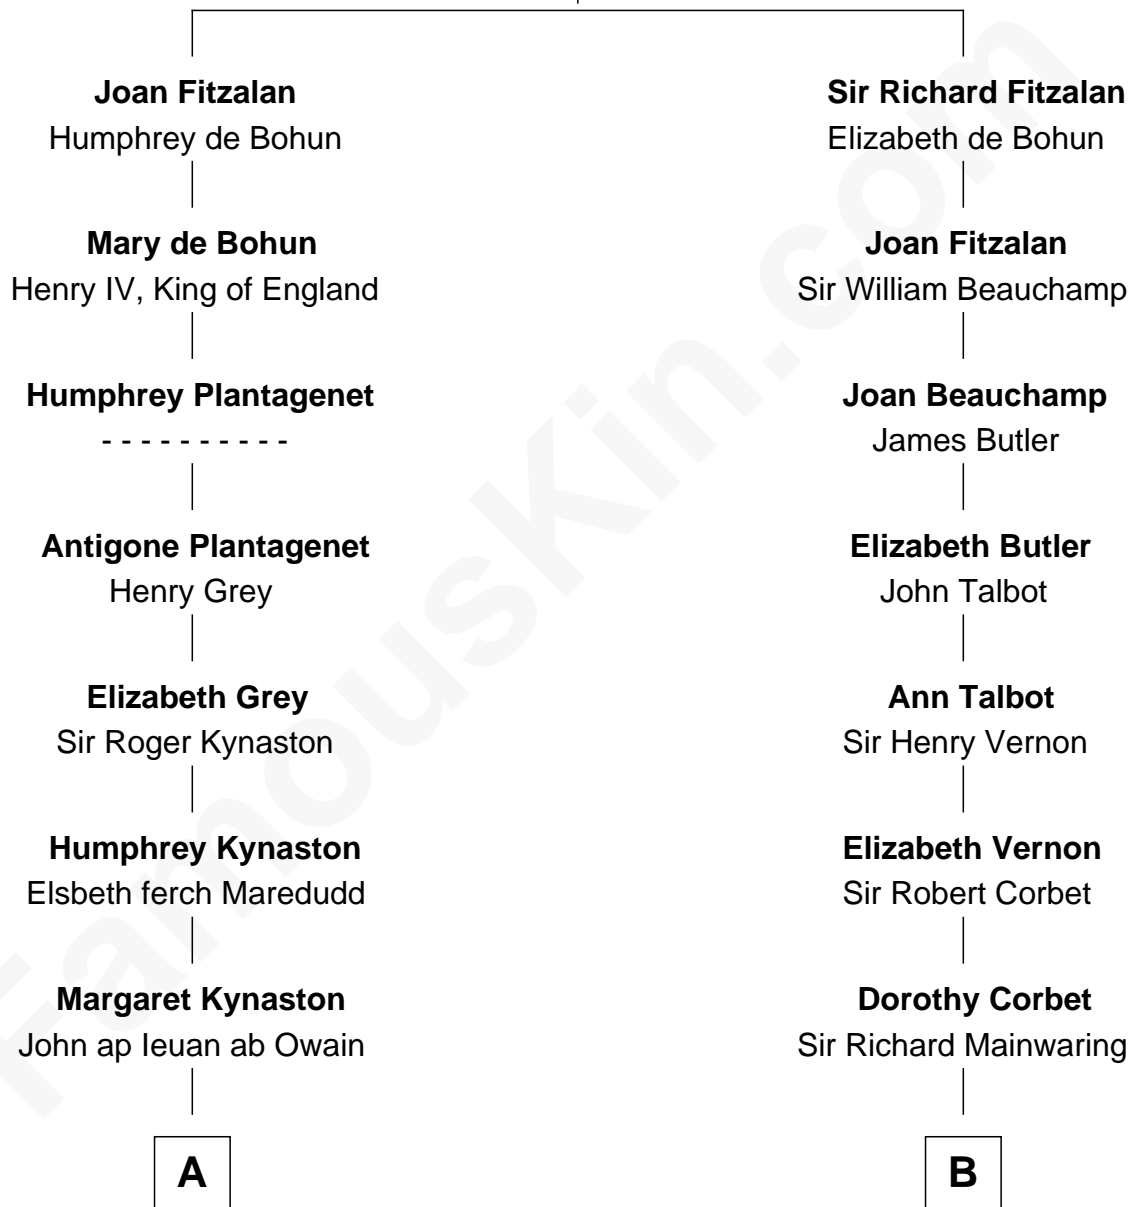 Joan Fitzalan
Humphrey de Bohun
Mary de Bohun
Henry IV, King of England
Humphrey Plantagenet
- - - - - - - - - -
Antigone Plantagenet
Henry Grey
Elizabeth Grey
Sir Roger Kynaston
Humphrey Kynaston
Elsbeth ferch Maredudd
Margaret Kynaston
John ap Ieuan ab Owain
A
Sir Richard Fitzalan
Elizabeth de Bohun
Joan Fitzalan
Sir William Beauchamp
Joan Beauchamp
James Butler
Elizabeth Butler
John Talbot
Ann Talbot
Sir Henry Vernon
Elizabeth Vernon
Sir Robert Corbet
Dorothy Corbet
Sir Richard Mainwaring
B
FamousKin.com